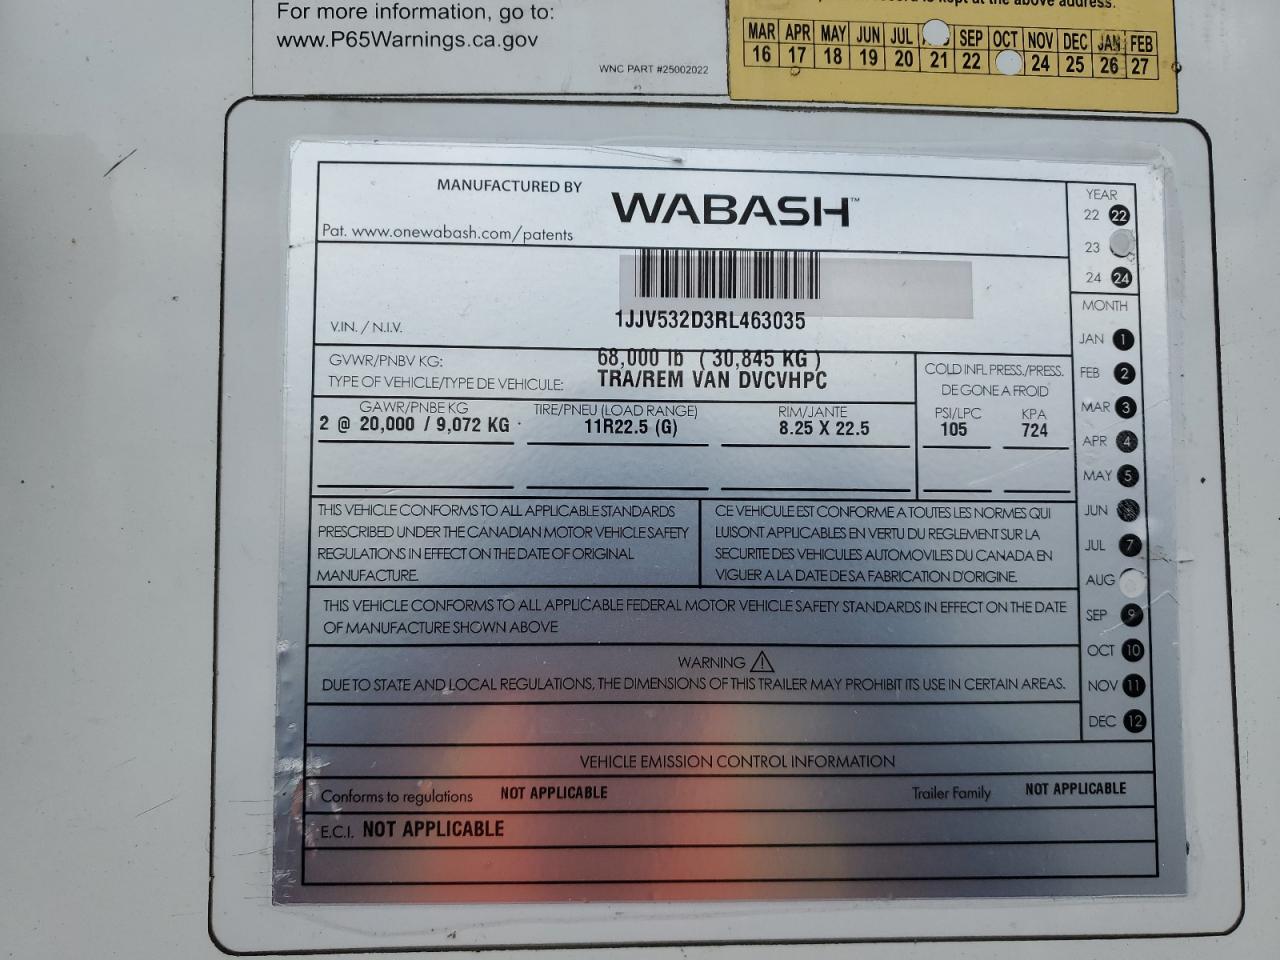 For more information, go to:
www.P65Warnings.ca.gov
WNC PART #25002022
is kept at the above address.
MAR APR MAY JUN JUL SEP OCT NOV DEC JAN FEB
16 17 18 19 20 21 22 24 25 26 27
MANUFACTURED BY WABASH™
Pat. www.onewabash.com/patents
YEAR
22 22
23
24 24
V.I.N. / N.I.V. 1JJV532D3RL463035
GVWR/PNBV KG: 68,000 lb ( 30,845 KG )
TYPE OF VEHICLE/TYPE DE VEHICULE: TRA/REM VAN DVCVHPC
COLD INFL PRESS./PRESS.
DE GONE A FROID
GAWR/PNBE KG TIRE/PNEU (LOAD RANGE) RIM/JANTE PSI/LPC KPA
2 @ 20,000 / 9,072 KG 11R22.5 (G) 8.25 X 22.5 105 724
MONTH
JAN 1
FEB 2
MAR 3
APR 4
MAY 5
JUN
JUL 7
AUG
SEP 9
OCT 10
NOV 11
DEC 12
THIS VEHICLE CONFORMS TO ALL APPLICABLE STANDARDS
PRESCRIBED UNDER THE CANADIAN MOTOR VEHICLE SAFETY
REGULATIONS IN EFFECT ON THE DATE OF ORIGINAL
MANUFACTURE.
CE VEHICULE EST CONFORME A TOUTES LES NORMES QUI
LUISONT APPLICABLES EN VERTU DU REGLEMENT SUR LA
SECURITE DES VEHICULES AUTOMOVILES DU CANADA EN
VIGUER A LA DATE DE SA FABRICATION D'ORIGINE.
THIS VEHICLE CONFORMS TO ALL APPLICABLE FEDERAL MOTOR VEHICLE SAFETY STANDARDS IN EFFECT ON THE DATE
OF MANUFACTURE SHOWN ABOVE
WARNING
DUE TO STATE AND LOCAL REGULATIONS, THE DIMENSIONS OF THIS TRAILER MAY PROHIBIT ITS USE IN CERTAIN AREAS.
VEHICLE EMISSION CONTROL INFORMATION
Conforms to regulations NOT APPLICABLE Trailer Family NOT APPLICABLE
E.C.I. NOT APPLICABLE